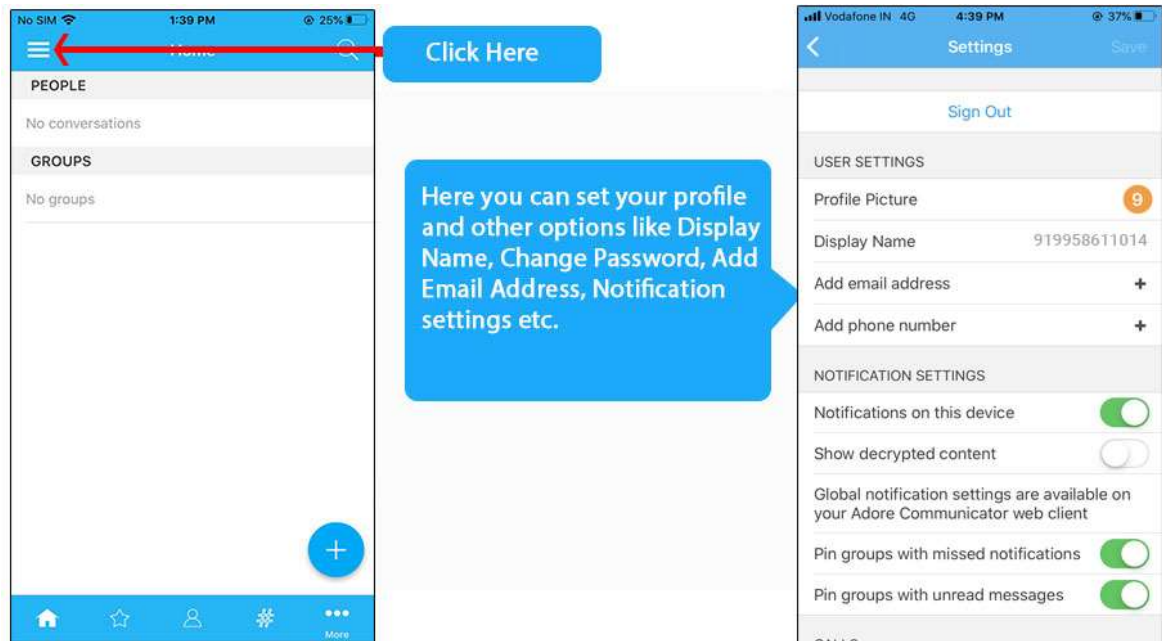 No SIM 1:39 PM 25%
Home
PEOPLE
No conversations
GROUPS
No groups
More
Click Here
Here you can set your profile
and other options like Display
Name, Change Password, Add
Email Address, Notification
settings etc.
Vodafone IN 4G 4:39 PM 37%
Settings Save
Sign Out
USER SETTINGS
Profile Picture 9
Display Name 919958611014
Add email address +
Add phone number +
NOTIFICATION SETTINGS
Notifications on this device
Show decrypted content
Global notification settings are available on
your Adore Communicator web client
Pin groups with missed notifications
Pin groups with unread messages